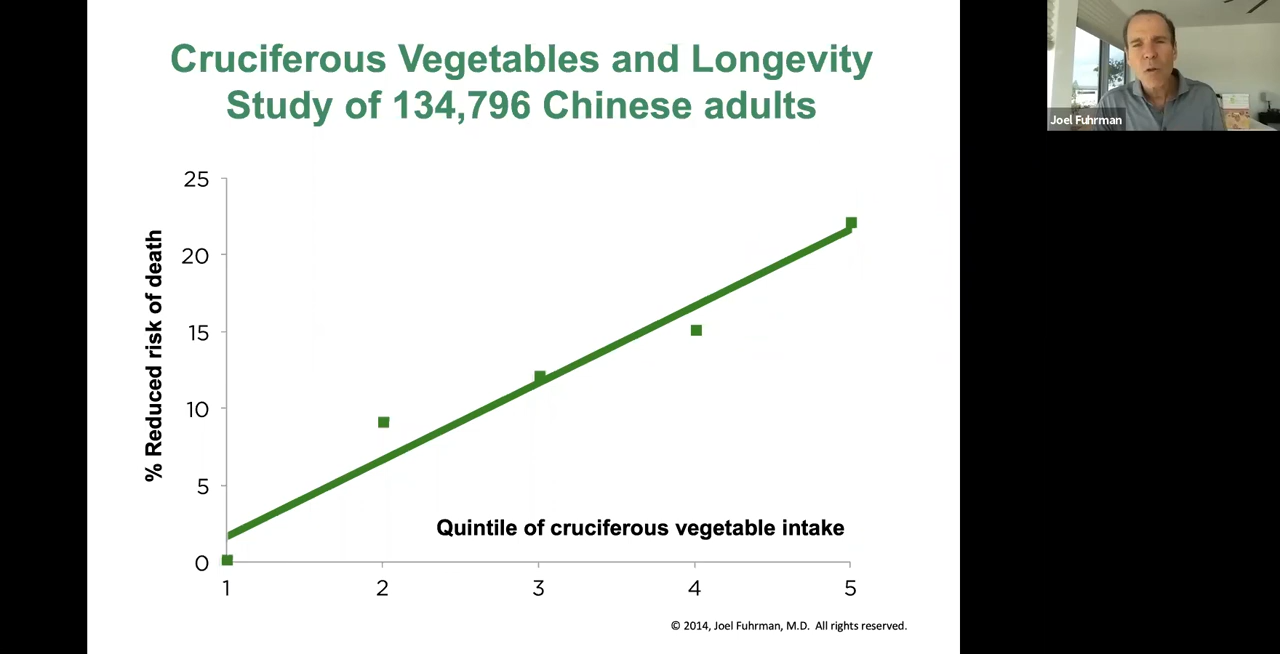 Cruciferous Vegetables and Longevity
Study of 134,796 Chinese adults
Joel Fuhrman
% Reduced risk of death
25
20
15
10
5
0
Quintile of cruciferous vegetable intake
1
2
3
4
5
© 2014, Joel Fuhrman, M.D. All rights reserved.